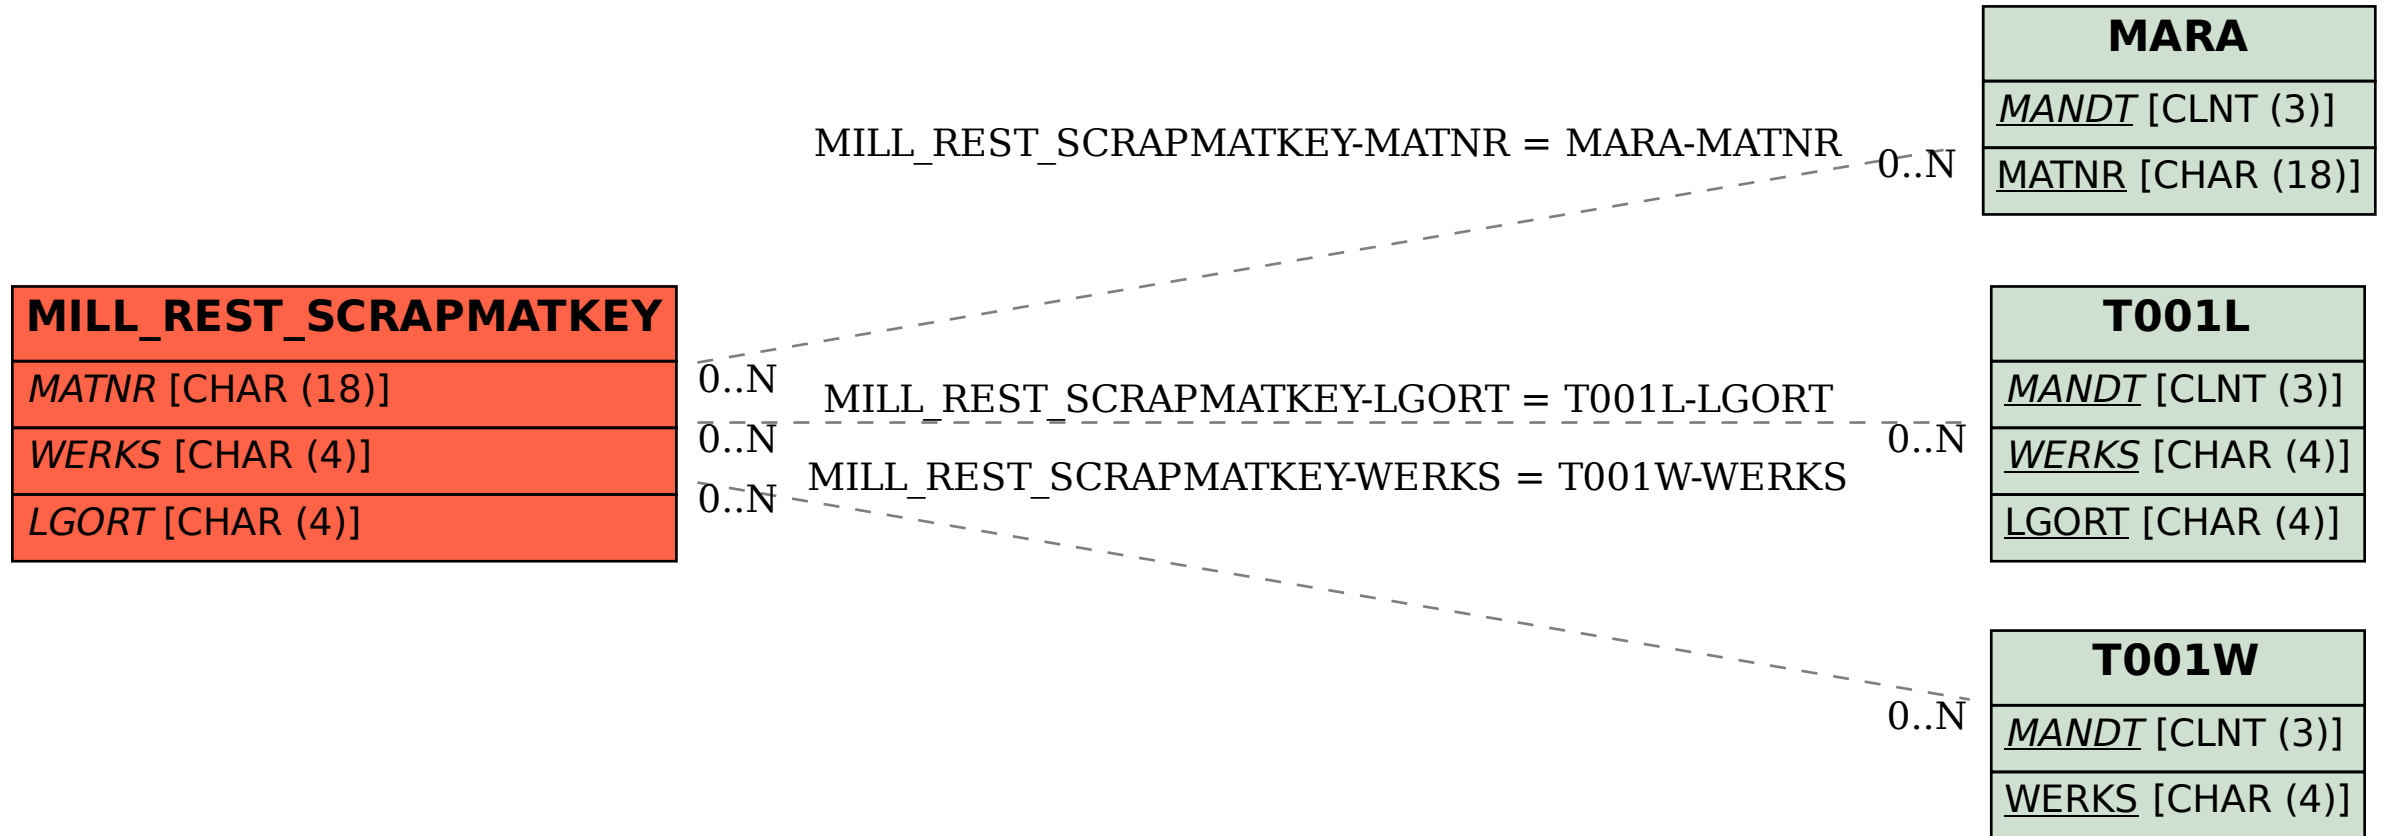 MARA
MANDT [CLNT (3)]
MATNR [CHAR (18)]
MILL_REST_SCRAPMATKEY-MATNR = MARA-MATNR
0..N
MILL_REST_SCRAPMATKEY
MATNR [CHAR (18)]
WERKS [CHAR (4)]
LGORT [CHAR (4)]
0..N
MILL_REST_SCRAPMATKEY-LGORT = T001L-LGORT
0..N
0..N
MILL_REST_SCRAPMATKEY-WERKS = T001W-WERKS
0..N
T001L
MANDT [CLNT (3)]
WERKS [CHAR (4)]
LGORT [CHAR (4)]
0..N
T001W
MANDT [CLNT (3)]
WERKS [CHAR (4)]